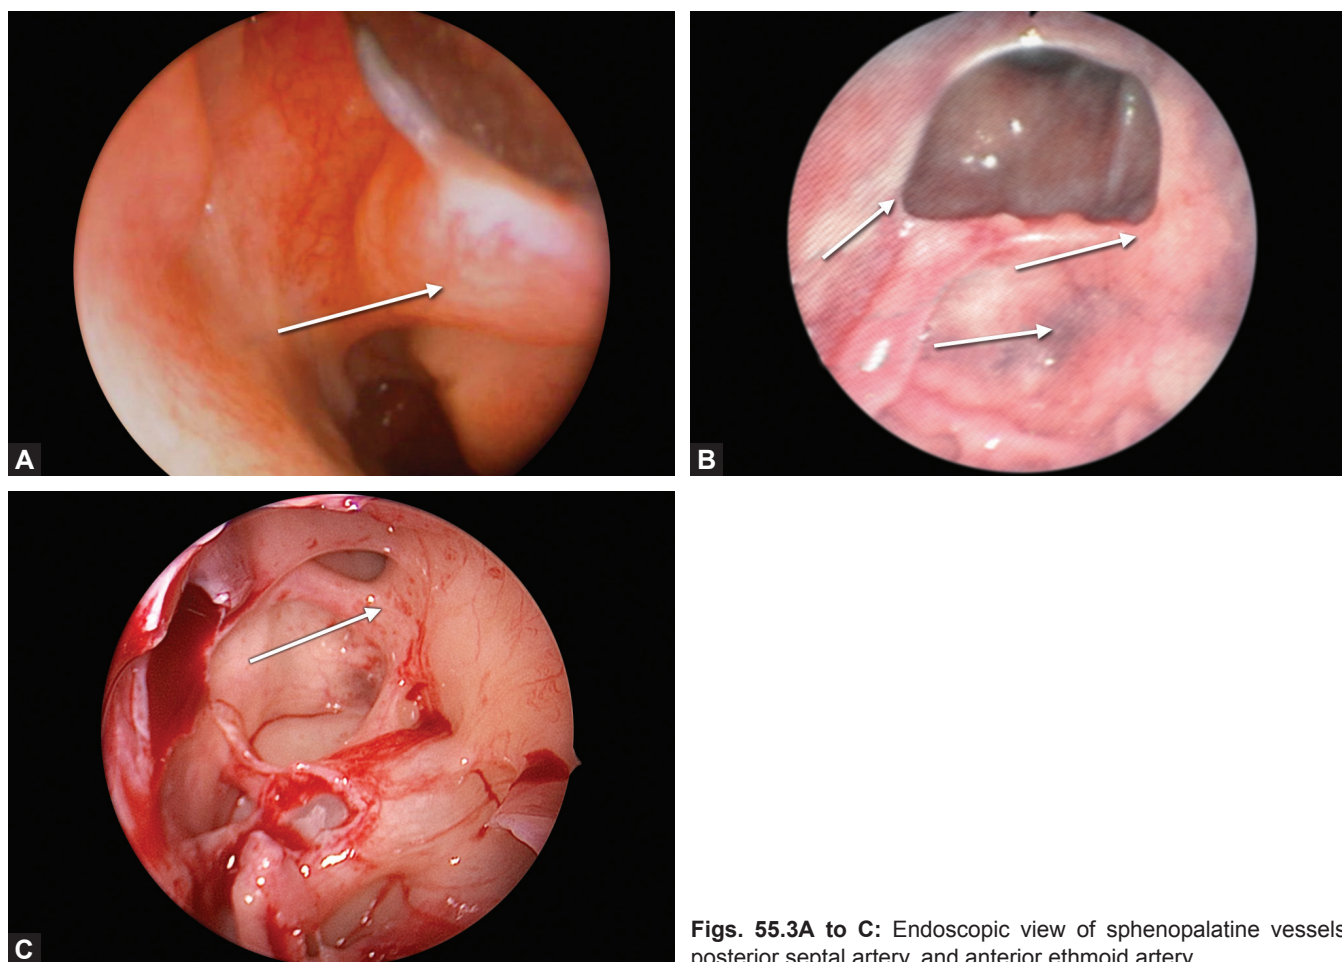 A
B
C
Figs. 55.3A to C: Endoscopic view of sphenopalatine vessels
posterior septal artery, and anterior ethmoid artery